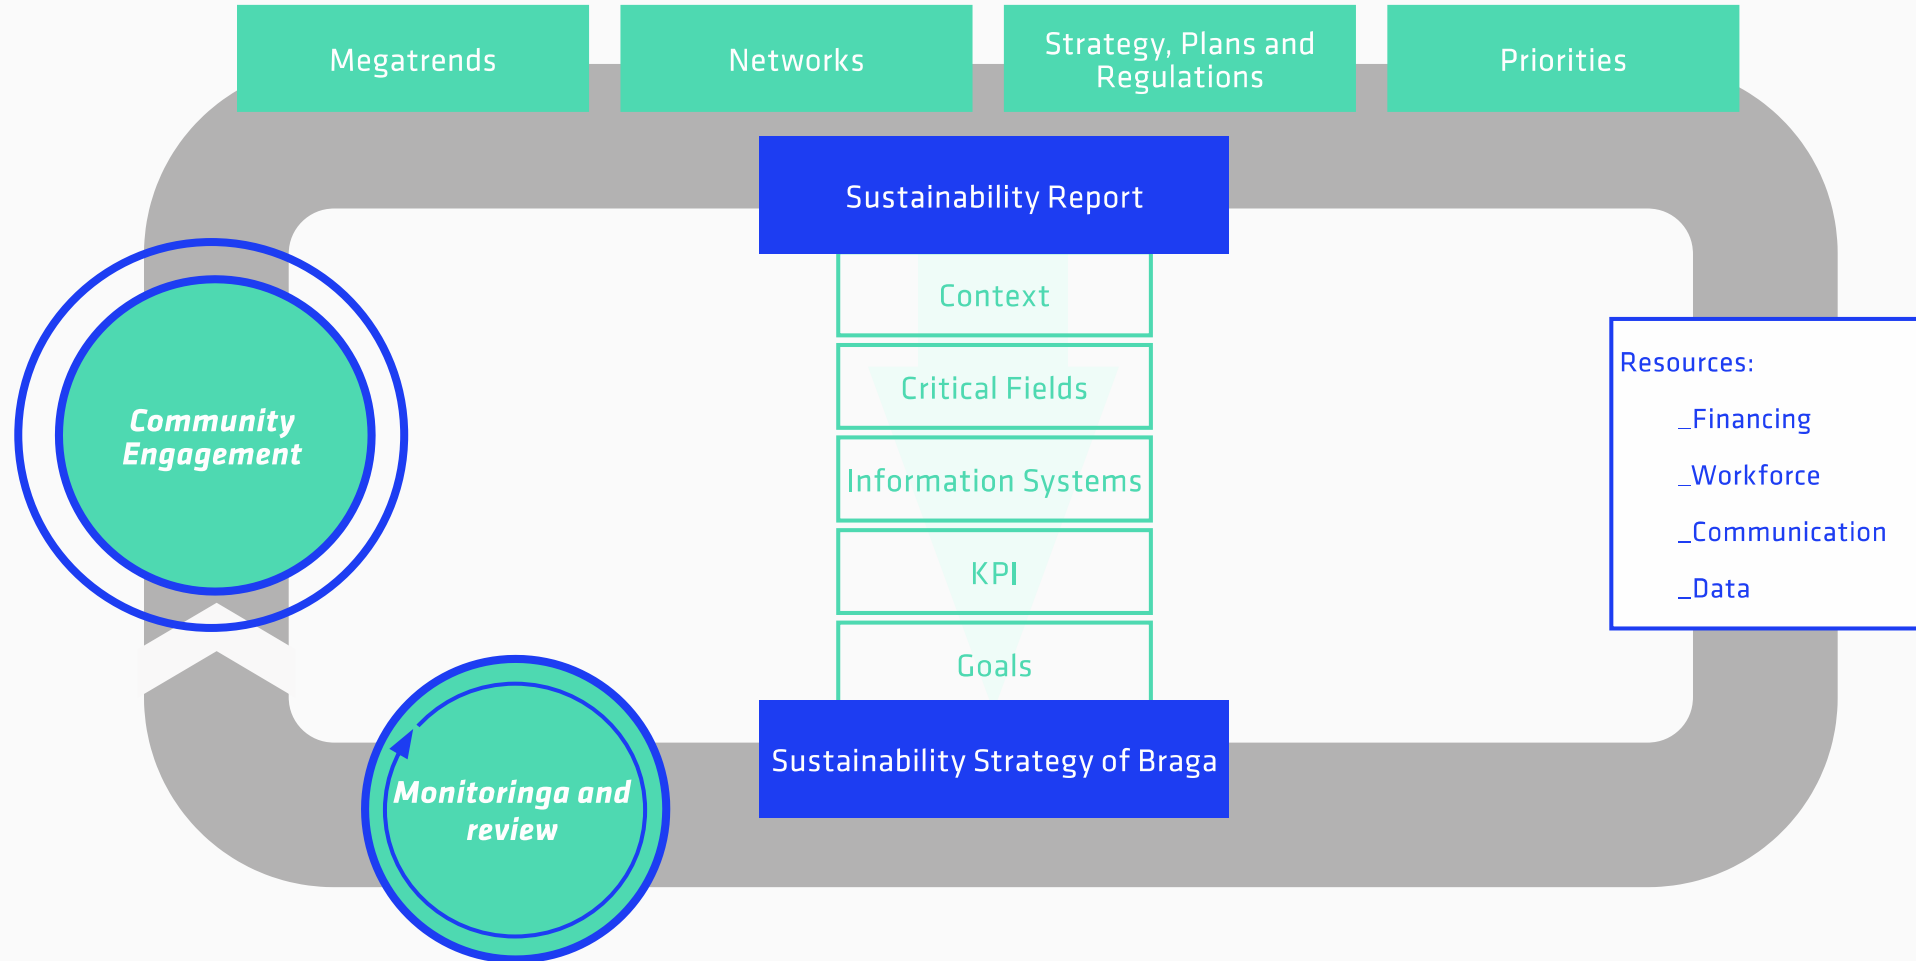 Megatrends
Networks
Strategy, Plans and
Regulations
Priorities
Sustainability Report
Context
Critical Fields
Information Systems
KPI
Goals
Sustainability Strategy of Braga
Community
Engagement
Monitoringa and
review
Resources:
_Financing
_Workforce
_Communication
_Data